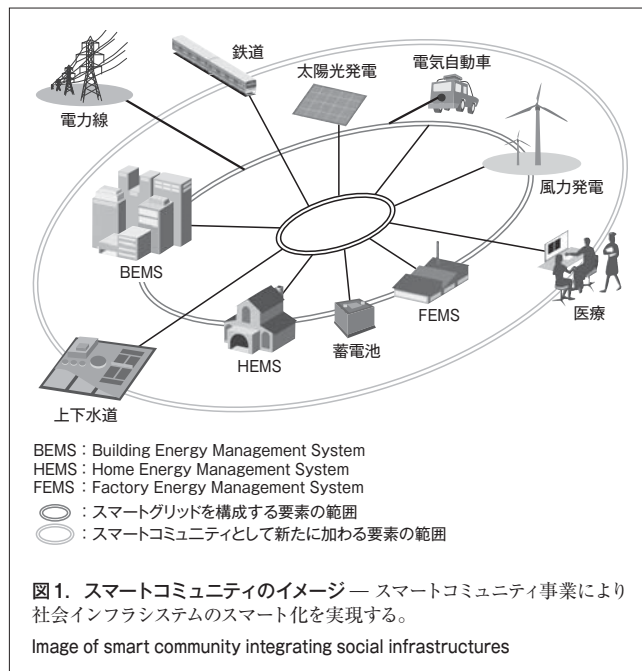 鉄道
太陽光発電
電気自動車
電力線
風力発電
BEMS
FEMS
医療
HEMS
蓄電池
上下水道
BEMS：Building Energy Management System
HEMS：Home Energy Management System
FEMS：Factory Energy Management System
：スマートグリッドを構成する要素の範囲
：スマートコミュニティとして新たに加わる要素の範囲
図1．スマートコミュニティのイメージ — スマートコミュニティ事業により
社会インフラシステムのスマート化を実現する。
Image of smart community integrating social infrastructures